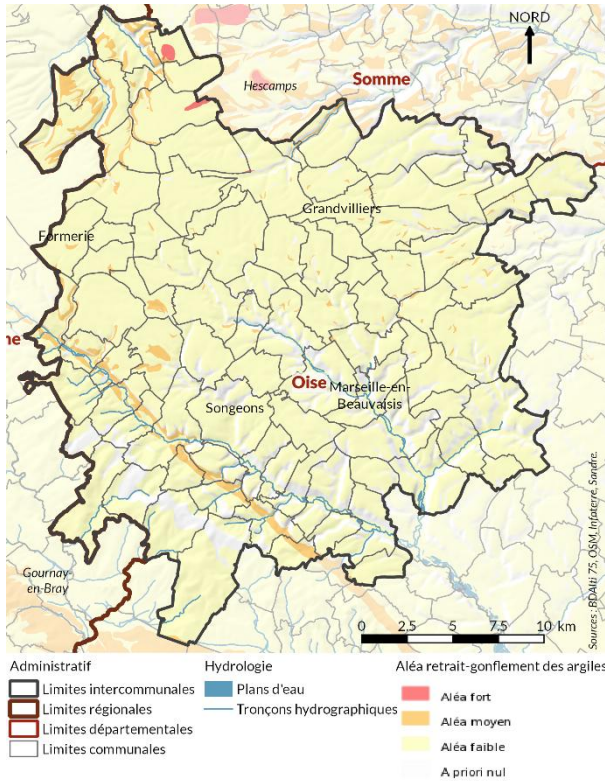 NORD
Somme
Hescamps
Grandvilliers
Formerie
ne
Oise
Marseille-en-
Beauvaisis
Songeons
Gournay
-en-Bray
Sources : BDAlti 75, OSM, Infoterre, Sandre.
0 2,5 5 7,5 10 km
Administratif
Limites intercommunales
Limites régionales
Limites départementales
Limites communales
Hydrologie
Plans d'eau
Tronçons hydrographiques
Aléa retrait-gonflement des argiles
Aléa fort
Aléa moyen
Aléa faible
A priori nul